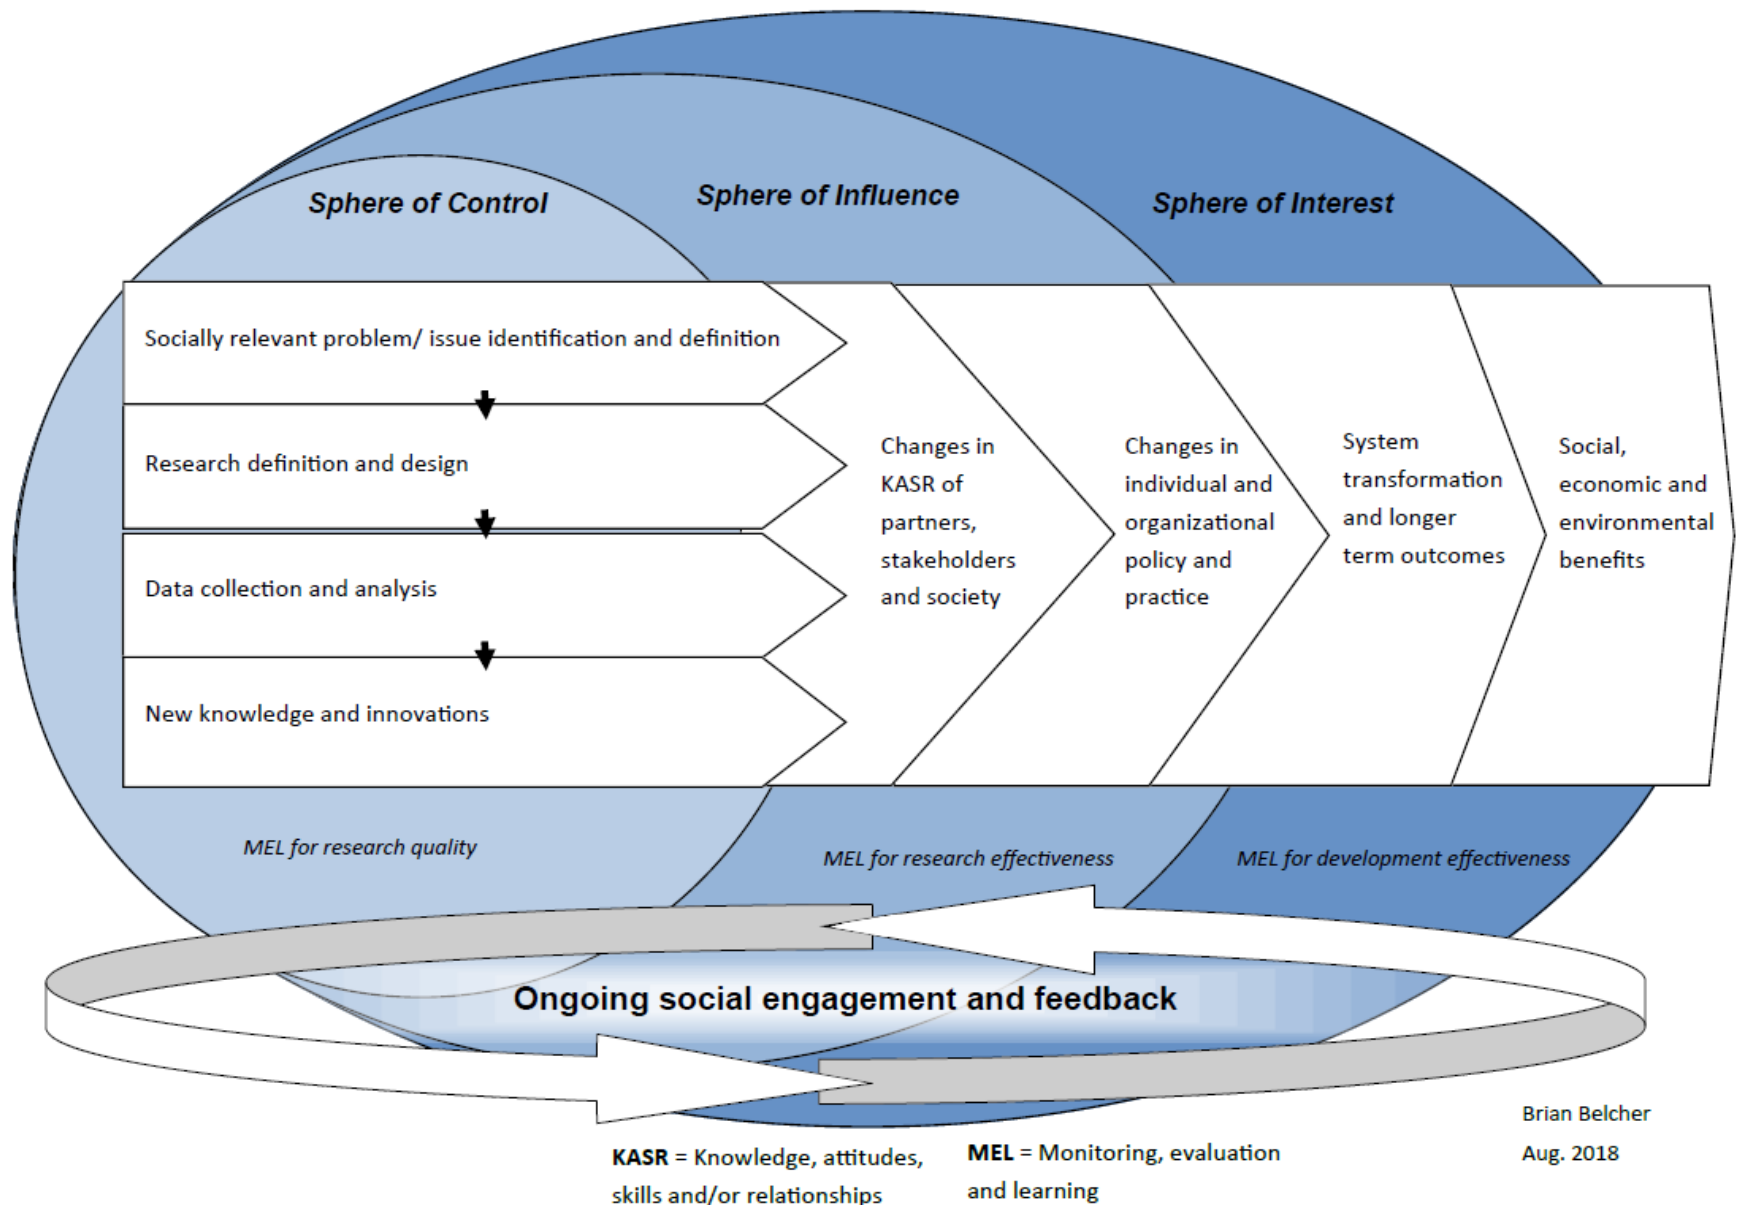 Sphere of Control
Sphere of Influence
Sphere of Interest
Socially relevant problem/ issue identification and definition
Research definition and design
Data collection and analysis
New knowledge and innovations
Changes in
KASR of
partners,
stakeholders
and society
Changes in
individual and
organizational
policy and
practice
System
transformation
and longer
term outcomes
Social,
economic and
environmental
benefits
MEL for research quality
MEL for research effectiveness
MEL for development effectiveness
Ongoing social engagement and feedback
KASR = Knowledge, attitudes,
skills and/or relationships
MEL = Monitoring, evaluation
and learning
Brian Belcher
Aug. 2018